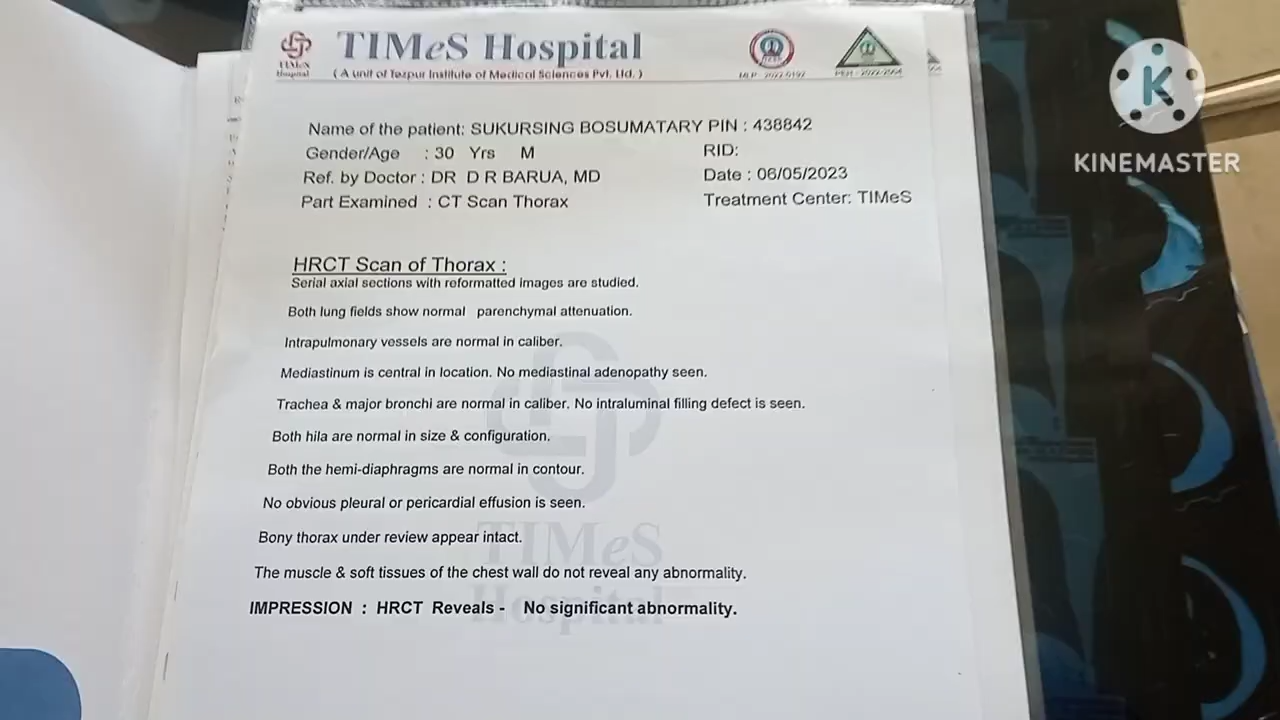 TIMeS Hospital
TIMeS
Hospital
( A unit of Tezpur Institute of Medical Sciences Pvt. Ltd. )
KINEMASTER
Name of the patient: SUKURSING BOSUMATARY PIN : 438842
Gender/Age : 30 Yrs M RID:
Ref. by Doctor : DR D R BARUA, MD Date : 06/05/2023
Part Examined : CT Scan Thorax Treatment Center: TIMeS
HRCT Scan of Thorax :
Serial axial sections with reformatted images are studied.
Both lung fields show normal parenchymal attenuation.
Intrapulmonary vessels are normal in caliber.
Mediastinum is central in location. No mediastinal adenopathy seen.
Trachea & major bronchi are normal in caliber. No intraluminal filling defect is seen.
Both hila are normal in size & configuration.
Both the hemi-diaphragms are normal in contour.
No obvious pleural or pericardial effusion is seen.
Bony thorax under review appear intact.
TIMeS
The muscle & soft tissues of the chest wall do not reveal any abnormality.
IMPRESSION : HRCT Reveals - No significant abnormality.
Hospital